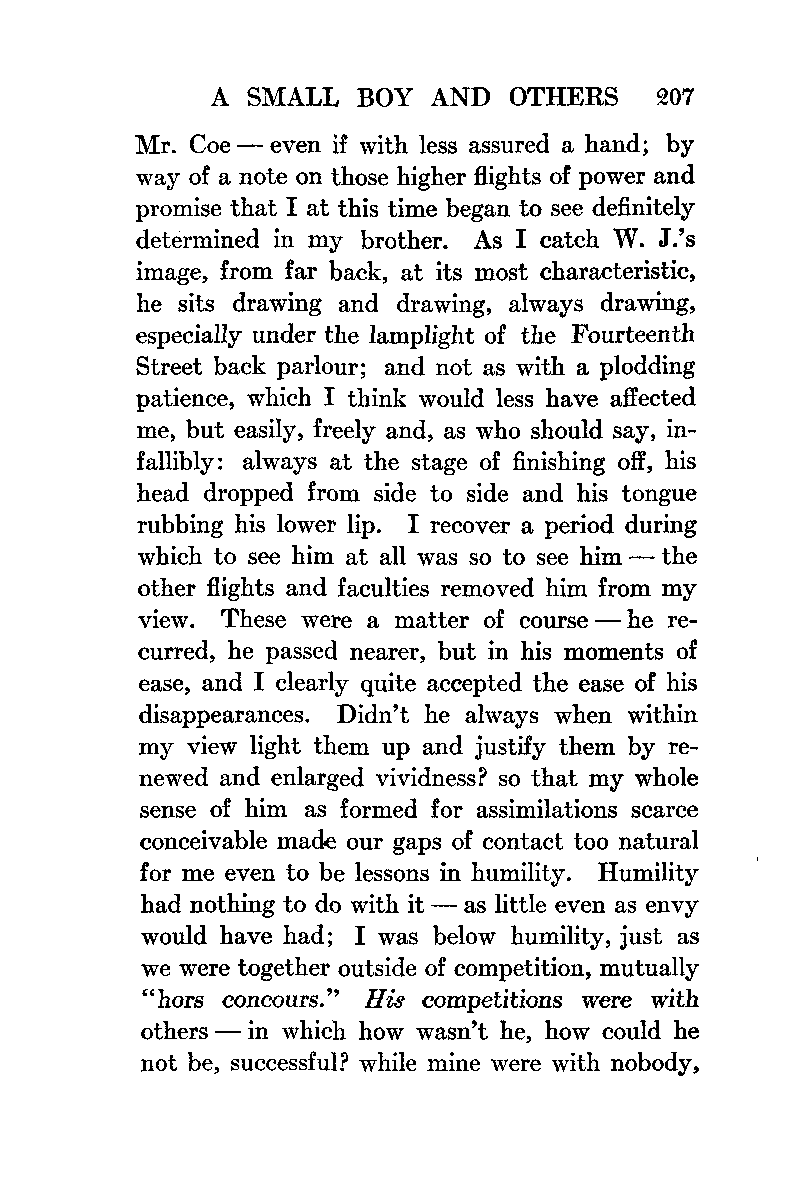 A SMALL BOY AND OTHERS 207
Mr. Coe — even if with less assured a hand; by
way of a note on those higher flights of power and
promise that I at this time began to see definitely
determined in my brother. As I catch W. J.'s
image, from far back, at its most characteristic,
he sits drawing and drawing, always drawing,
especially under the lamplight of the Fourteenth
Street back parlour; and not as with a plodding
patience, which I think would less have affected
me, but easily, freely and, as who should say, in-
fallibly: always at the stage of finishing off, his
head dropped from side to side and his tongue
rubbing his lower lip. I recover a period during
which to see him at all was so to see him — the
other flights and faculties removed him from my
view. These were a matter of course — he re-
curred, he passed nearer, but in his moments of
ease, and I clearly quite accepted the ease of his
disappearances. Didn't he always when within
my view light them up and justify them by re-
newed and enlarged vividness? so that my whole
sense of him as formed for assimilations scarce
conceivable made our gaps of contact too natural
for me even to be lessons in humility. Humility
had nothing to do with it — as little even as envy
would have had; I was below humility, just as
we were together outside of competition, mutually
"hors concours." His competitions were with
others — in which how wasn't he, how could he
not be, successful? while mine were with nobody,